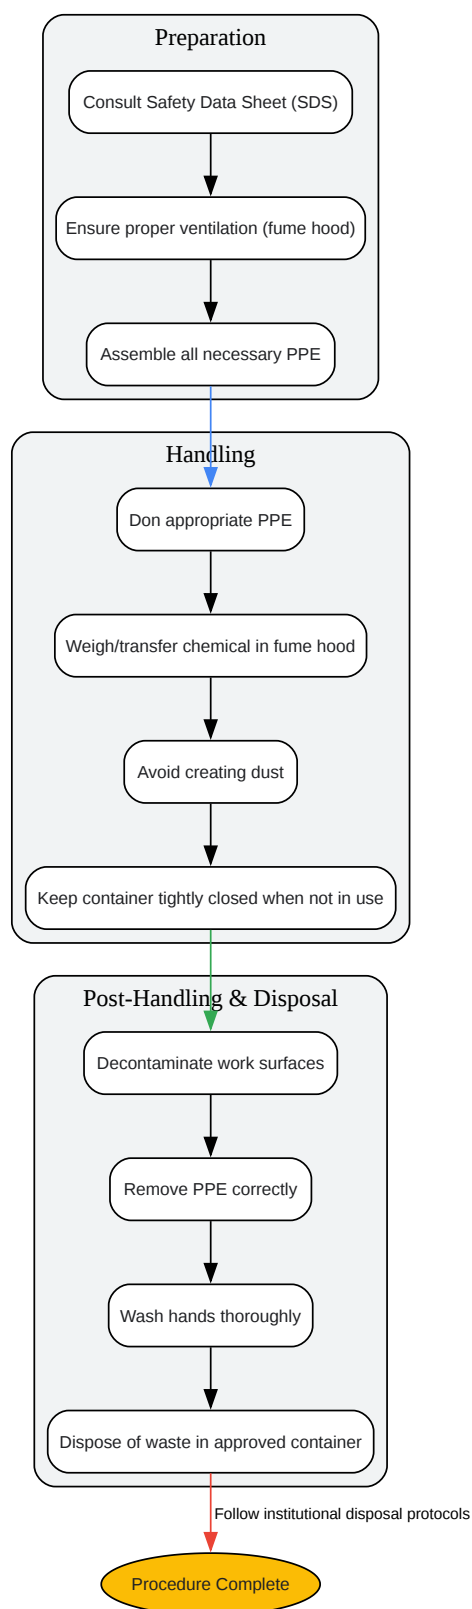 Preparation
Consult Safety Data Sheet (SDS)
Ensure proper ventilation (fume hood)
Assemble all necessary PPE
Handling
Don appropriate PPE
Weigh/transfer chemical in fume hood
Avoid creating dust
Keep container tightly closed when not in use
Post-Handling & Disposal
Decontaminate work surfaces
Remove PPE correctly
Wash hands thoroughly
Dispose of waste in approved container
Follow institutional disposal protocols
Procedure Complete